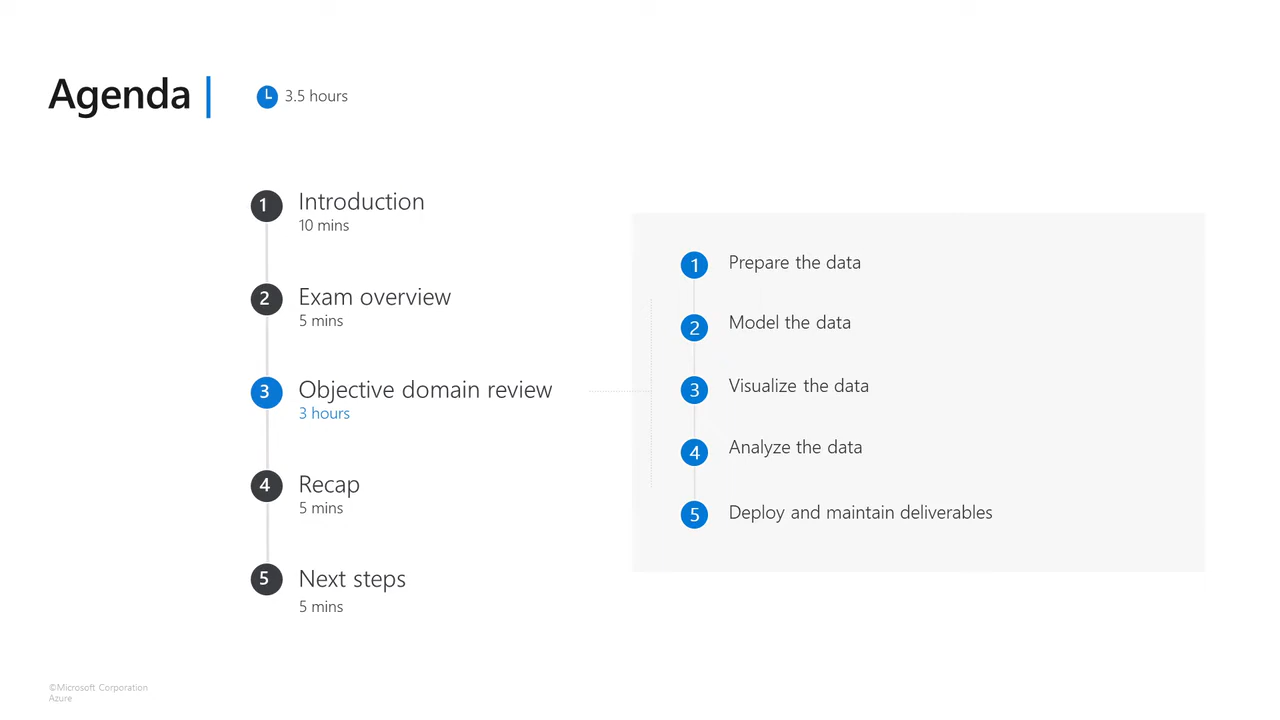 Agenda
3.5 hours
1
Introduction
10 mins
2
Exam overview
5 mins
3
Objective domain review
3 hours
4
Recap
5 mins
5
Next steps
5 mins
1
Prepare the data
2
Model the data
3
Visualize the data
4
Analyze the data
5
Deploy and maintain deliverables
©Microsoft Corporation
Azure